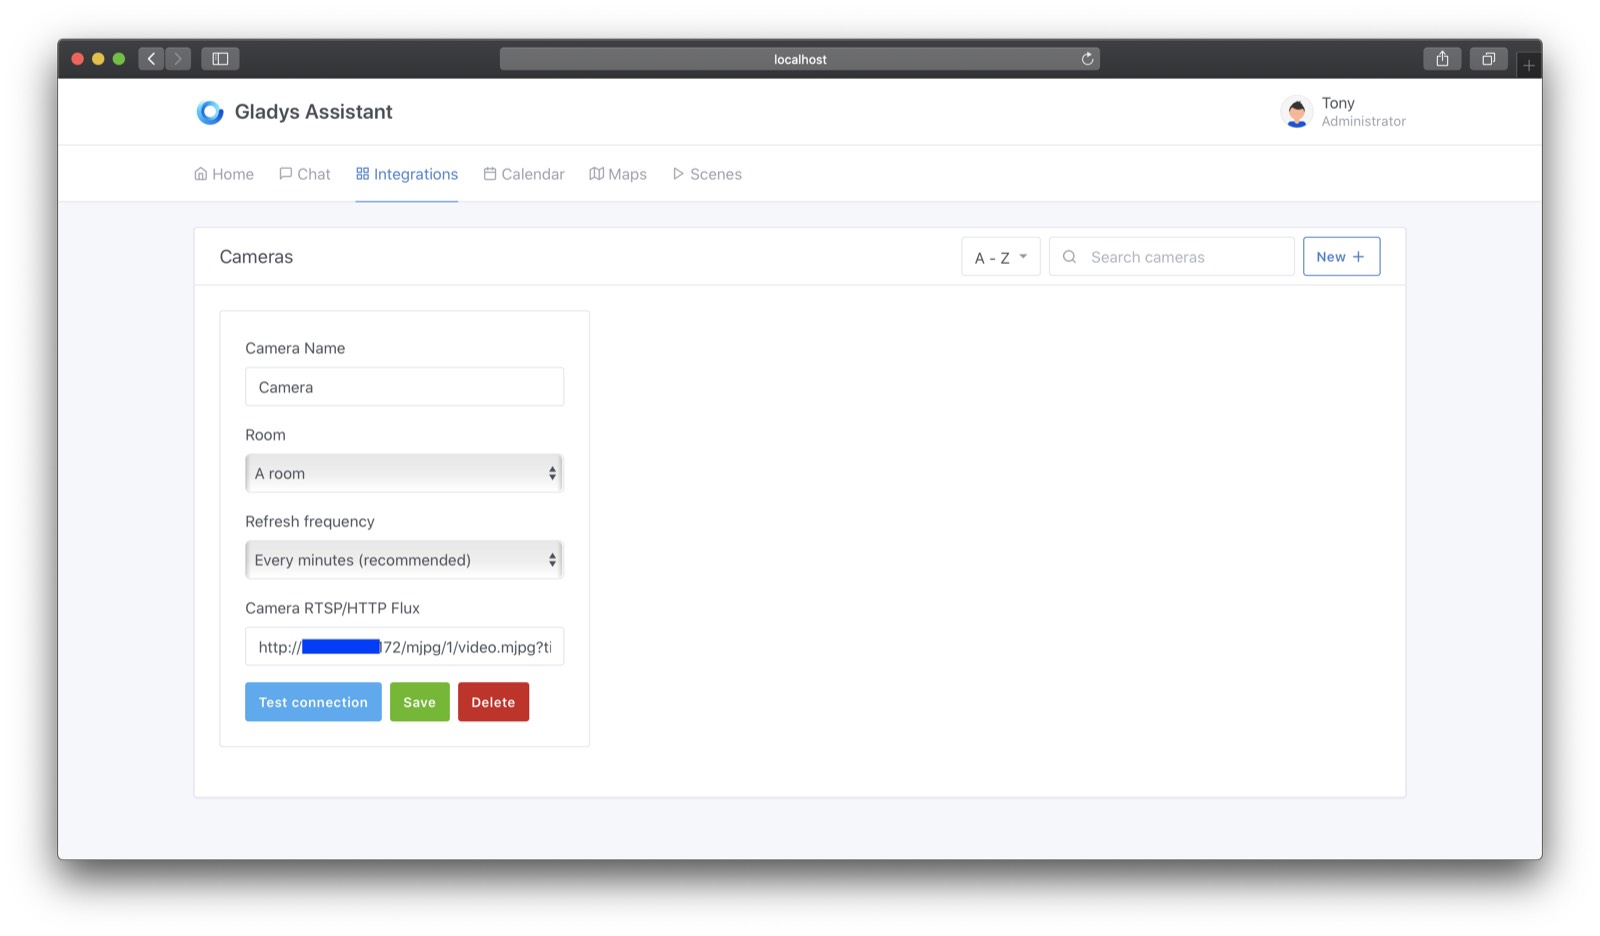 localhost
Gladys Assistant
Tony
Administrator
Home Chat Integrations Calendar Maps Scenes
Cameras A - Z Search cameras New +
Camera Name
Camera
Room
A room
Refresh frequency
Every minutes (recommended)
Camera RTSP/HTTP Flux
http:// 72/mjpg/1/video.mjpg?ti
Test connection Save Delete